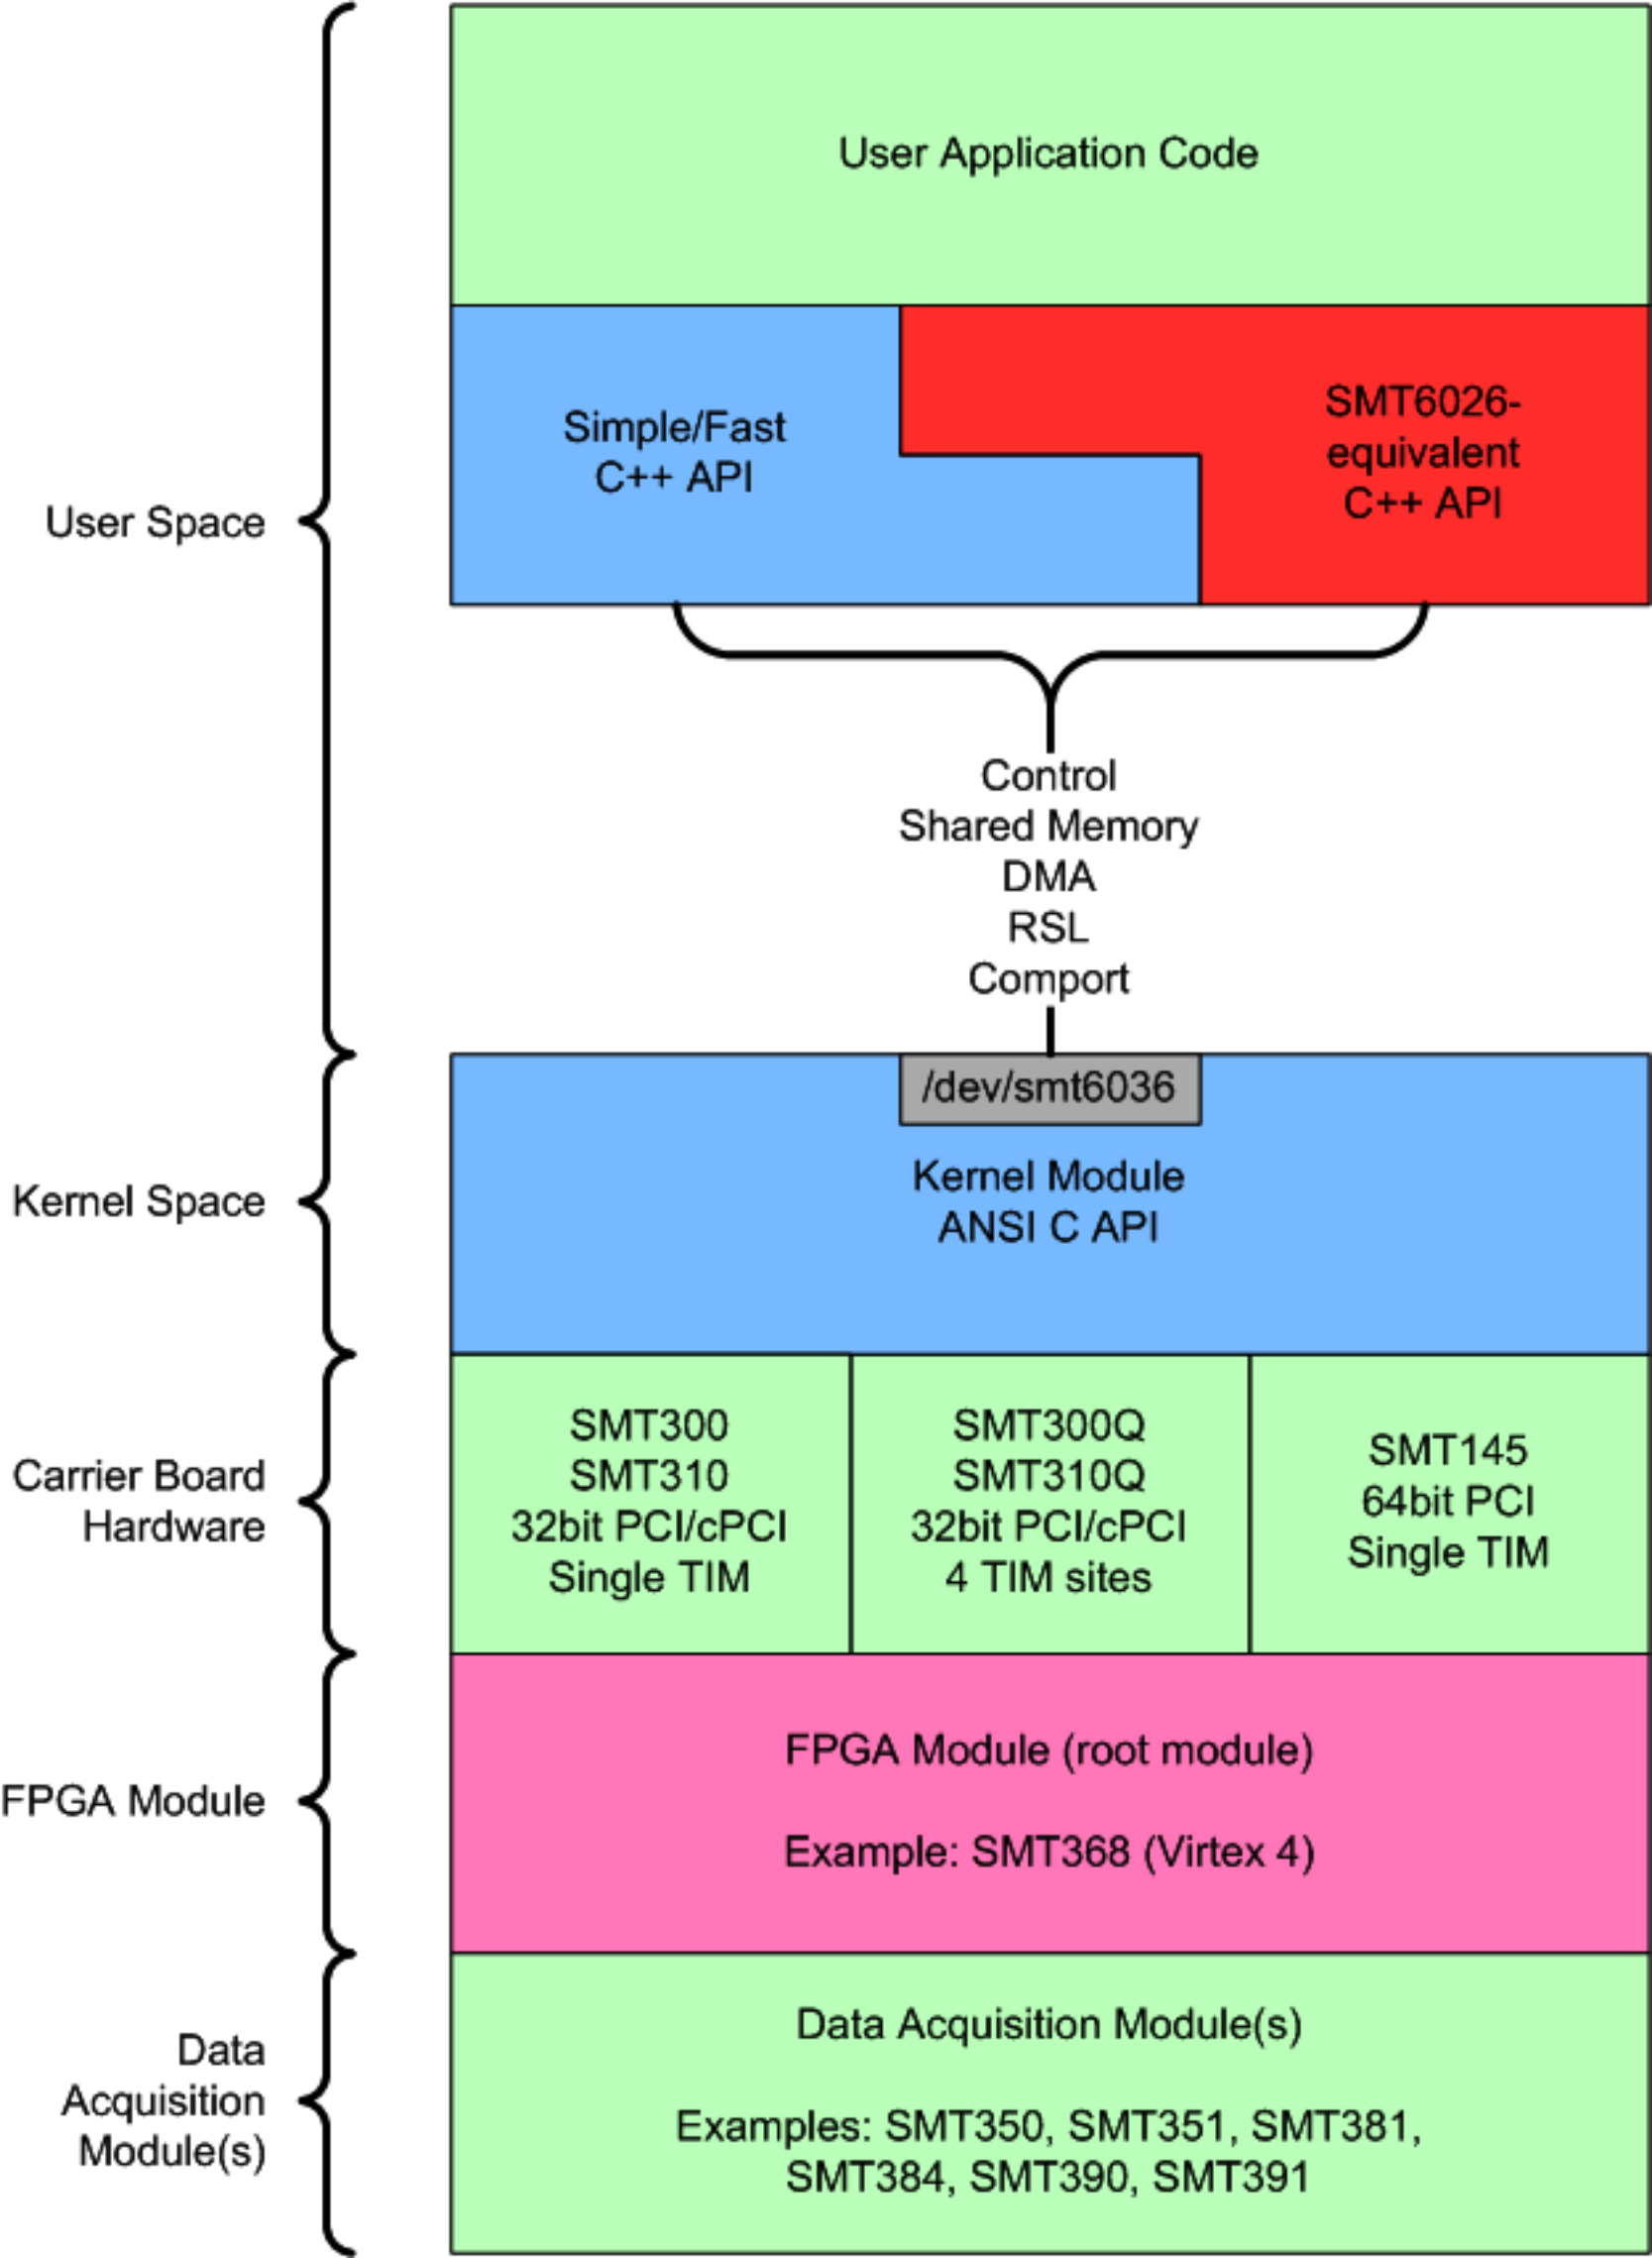 User Application Code
Simple/Fast
C++ API
SMT6026-
equivalent
C++ API
User Space
Control
Shared Memory
DMA
RSL
Comport
/dev/smt6036
Kernel Module
ANSI C API
Kernel Space
SMT300
SMT310
32bit PCI/cPCI
Single TIM
SMT300Q
SMT310Q
32bit PCI/cPCI
4 TIM sites
SMT145
64bit PCI
Single TIM
Carrier Board
Hardware
FPGA Module (root module)
Example: SMT368 (Virtex 4)
FPGA Module
Data Acquisition Module(s)
Examples: SMT350, SMT351, SMT381,
SMT384, SMT390, SMT391
Data
Acquisition
Module(s)